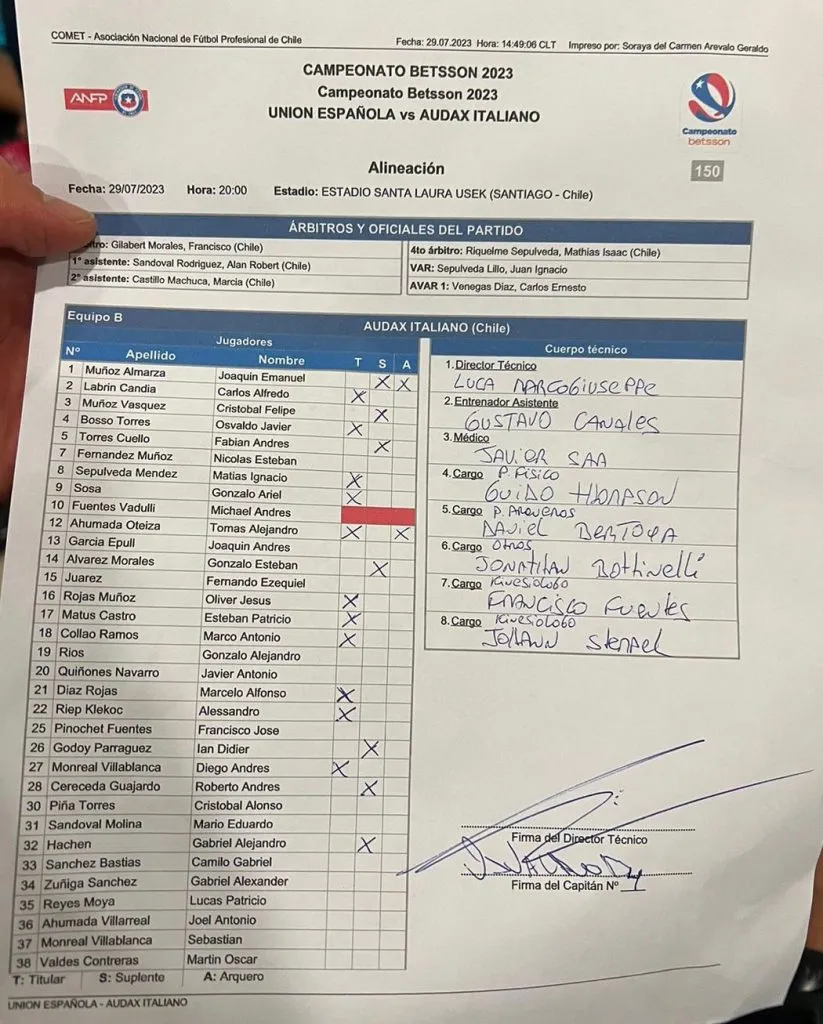 COMET - Asociación Nacional de Fútbol Profesional de Chile Fecha: 29.07.2023 Hora: 14:49:06 CLT Impreso por: Soraya del Carmen Arevalo Geraldo
ANFP
CAMPEONATO BETSSON 2023
Campeonato Betsson 2023
UNION ESPAÑOLA vs AUDAX ITALIANO
Campeonato
betsson
Alineación
150
Fecha: 29/07/2023 Hora: 20:00 Estadio: ESTADIO SANTA LAURA USEK (SANTIAGO - Chile)
ÁRBITROS Y OFICIALES DEL PARTIDO
tro: Gilabert Morales, Francisco (Chile) 4to árbitro: Riquelme Sepulveda, Mathias Isaac (Chile)
1° asistente: Sandoval Rodriguez, Alan Robert (Chile) VAR: Sepulveda Lillo, Juan Ignacio
2° asistente: Castillo Machuca, Marcia (Chile) AVAR 1: Venegas Diaz, Carlos Ernesto
Equipo B AUDAX ITALIANO (Chile)
Jugadores
Nº Apellido Nombre T S A
1 Muñoz Almarza Joaquin Emanuel X X
2 Labrin Candia Carlos Alfredo X
3 Muñoz Vasquez Cristobal Felipe X
4 Bosso Torres Osvaldo Javier X
5 Torres Cuello Fabian Andres X
7 Fernandez Muñoz Nicolas Esteban
8 Sepulveda Mendez Matias Ignacio X
9 Sosa Gonzalo Ariel X
10 Fuentes Vadulli Michael Andres
12 Ahumada Oteiza Tomas Alejandro X X
13 Garcia Epull Joaquin Andres
14 Alvarez Morales Gonzalo Esteban X
15 Juarez Fernando Ezequiel
16 Rojas Muñoz Oliver Jesus X
17 Matus Castro Esteban Patricio X
18 Collao Ramos Marco Antonio X
19 Rios Gonzalo Alejandro
20 Quiñones Navarro Javier Antonio
21 Diaz Rojas Marcelo Alfonso X
22 Riep Klekoc Alessandro X
25 Pinochet Fuentes Francisco Jose
26 Godoy Parraguez Ian Didier X
27 Monreal Villablanca Diego Andres X
28 Cereceda Guajardo Roberto Andres X
30 Piña Torres Cristobal Alonso
31 Sandoval Molina Mario Eduardo
32 Hachen Gabriel Alejandro X
33 Sanchez Bastias Camilo Gabriel
34 Zuñiga Sanchez Gabriel Alexander
35 Reyes Moya Lucas Patricio
36 Ahumada Villarreal Joel Antonio
37 Monreal Villablanca Sebastian
38 Valdes Contreras Martin Oscar
T: Titular S: Suplente A: Arquero
Cuerpo técnico
1.Director Técnico
LUCA MARCOGIUSEPPE
2.Entrenador Asistente
GUSTAVO CANALES
3.Médico
JAVIER SAA
4.Cargo P. FISICO
GUIDO THOMPSON
5.Cargo P. ARQUEROS
DANIEL BERTOYA
6.Cargo OTROS
JONATHAN BOTTINELLI
7.Cargo KINESIOLOGO
FRANCISCO FUENTES
8.Cargo KINESIOLOGO
JOHANN
Firma del Director Técnico
Firma del Capitán Nº 1
UNION ESPAÑOLA - AUDAX ITALIANO